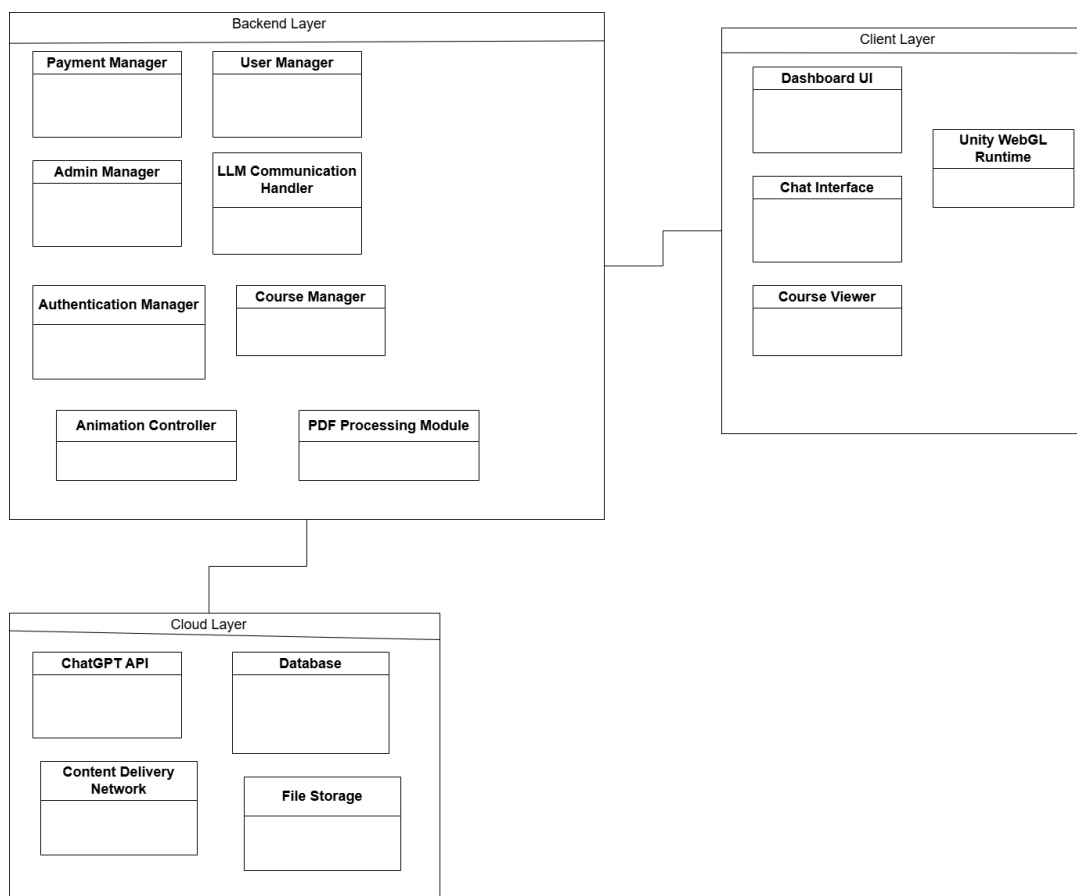 Backend Layer
Payment Manager
User Manager
Admin Manager
LLM Communication
Handler
Authentication Manager
Course Manager
Animation Controller
PDF Processing Module
Client Layer
Dashboard UI
Unity WebGL
Runtime
Chat Interface
Course Viewer
Cloud Layer
ChatGPT API
Database
Content Delivery
Network
File Storage